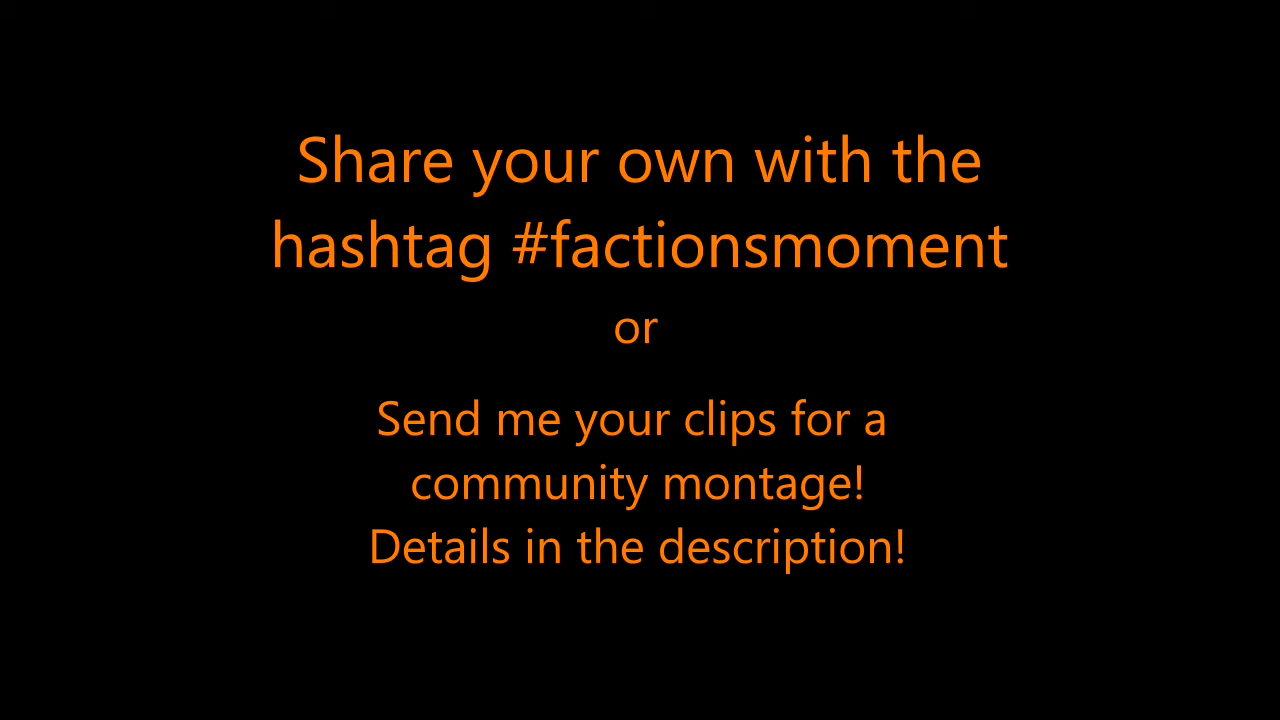 Share your own with the
hashtag #factionsmoment
or
Send me your clips for a
community montage!
Details in the description!